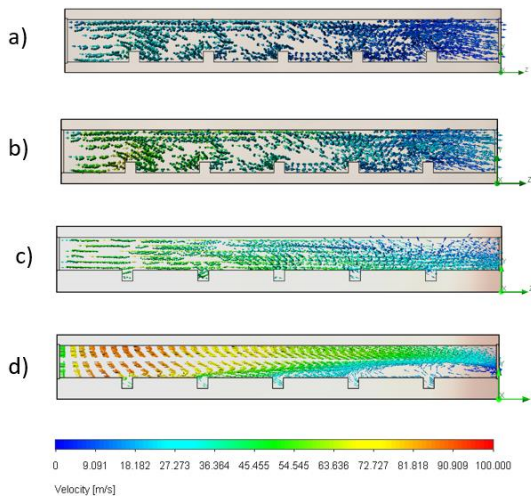 a)
Y
z
b)
z
c)
Y
z
d)
Y
0 9.091 18.182 27.273 36.364 45.455 54.545 63.636 72.727 81.818 90.909 100.000
Velocity [m/s]